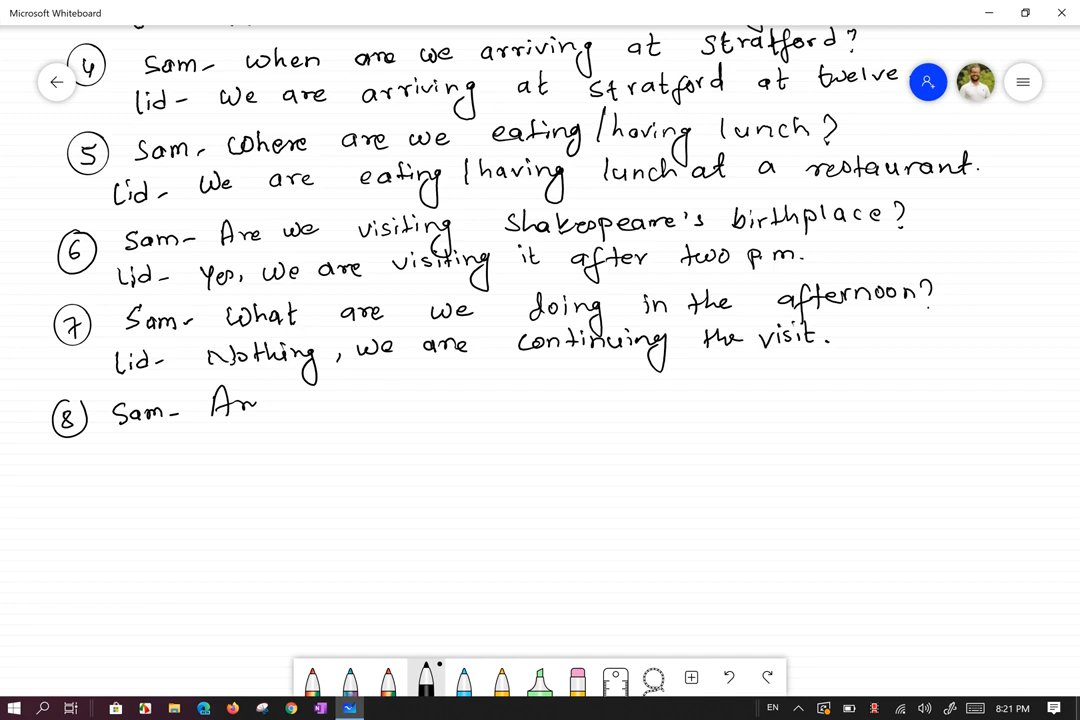 Microsoft Whiteboard
4 Sam- When are we arriving at Stratford?
Lid- We are arriving at Stratford at twelve
5 Sam- Where are we eating/having lunch?
Lid- We are eating/having lunch at a restaurant.
6 Sam- Are we visiting Shakespeare's birthplace?
Lid- Yes, we are visiting it after two p.m.
7 Sam- What are we doing in the afternoon?
Lid- Nothing, we are continuing the visit.
8 Sam- Ar
EN 8:21 PM